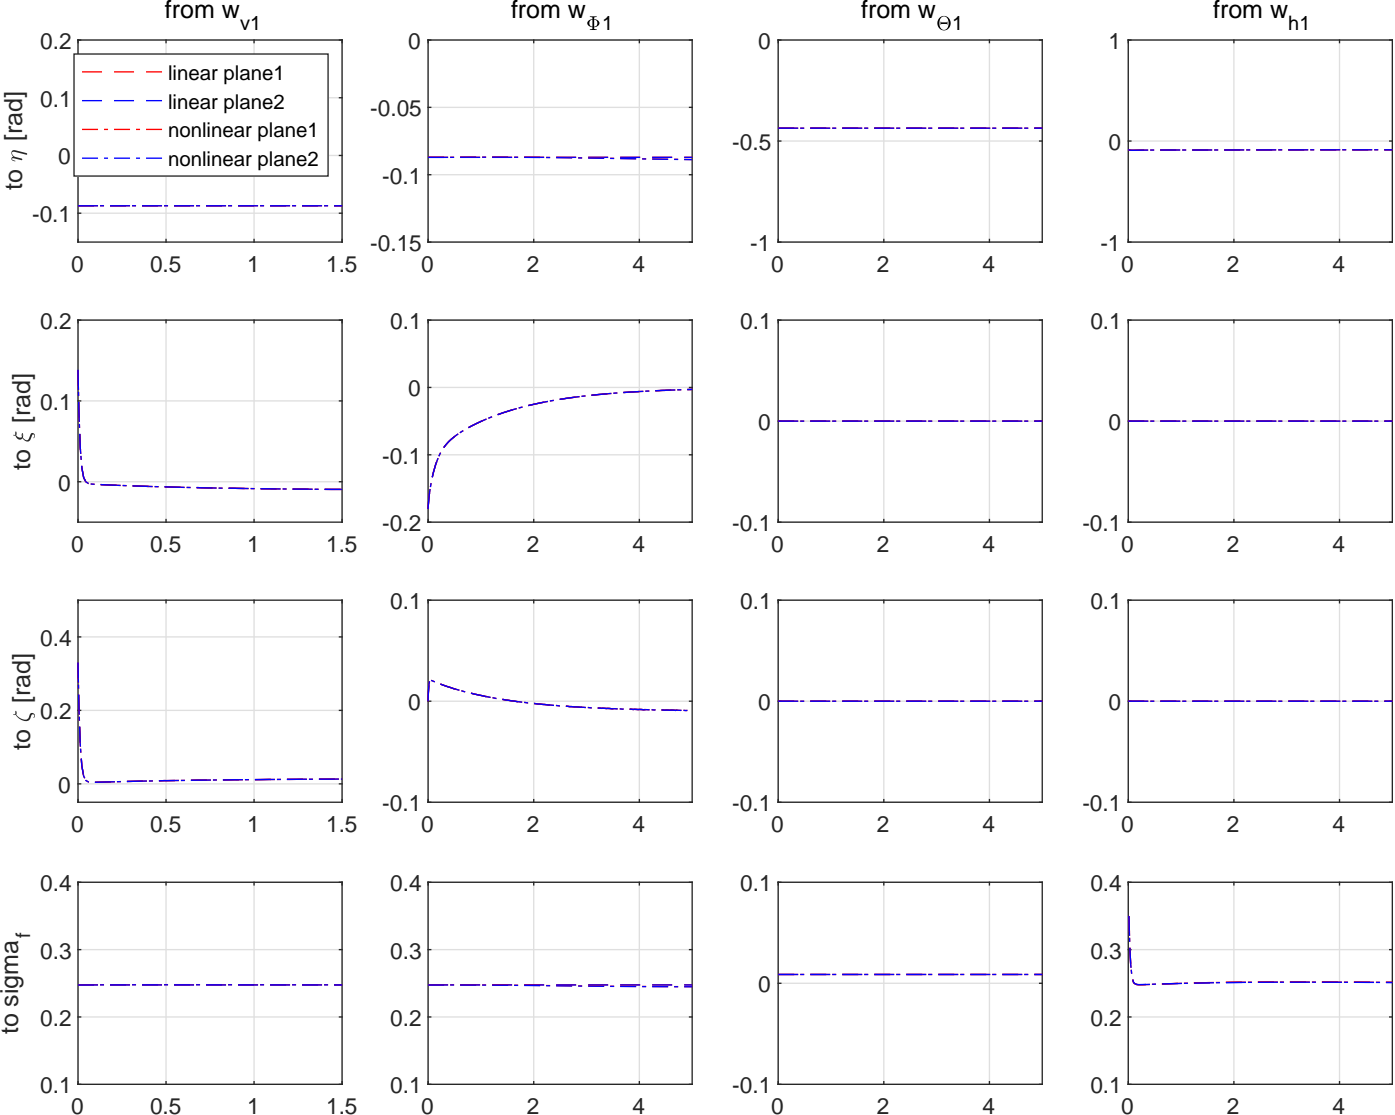 from w_v1
from w_Φ1
from w_Θ1
from w_h1
to η [rad]
0.2
0.1
0
-0.1
0 0.5 1 1.5
linear plane1
linear plane2
nonlinear plane1
nonlinear plane2
0
-0.05
-0.1
-0.15
0 2 4
0
-0.5
-1
0 2 4
1
0
-1
0 2 4
to ξ [rad]
0.2
0.1
0
0 0.5 1 1.5
0.1
0
-0.1
-0.2
0 2 4
0.1
0
-0.1
0 2 4
0.1
0
-0.1
0 2 4
to ζ [rad]
0.4
0.2
0
0 0.5 1 1.5
0.1
0
-0.1
0 2 4
0.1
0
-0.1
0 2 4
0.1
0
-0.1
0 2 4
to sigma_f
0.4
0.3
0.2
0.1
0 0.5 1 1.5
0.4
0.3
0.2
0.1
0 2 4
0.1
0
-0.1
0 2 4
0.4
0.3
0.2
0.1
0 2 4